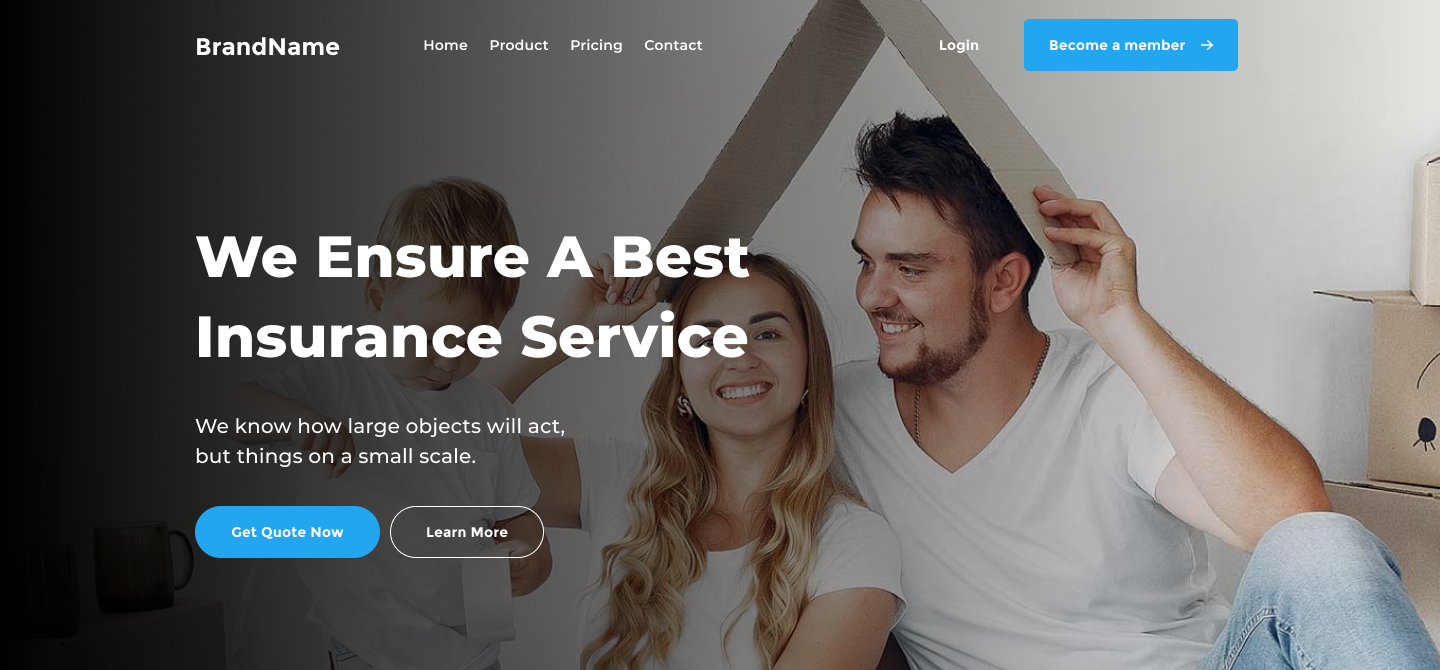 BrandName
Home Product Pricing Contact
Login
Become a member →
We Ensure A Best
Insurance Service
We know how large objects will act,
but things on a small scale.
Get Quote Now
Learn More